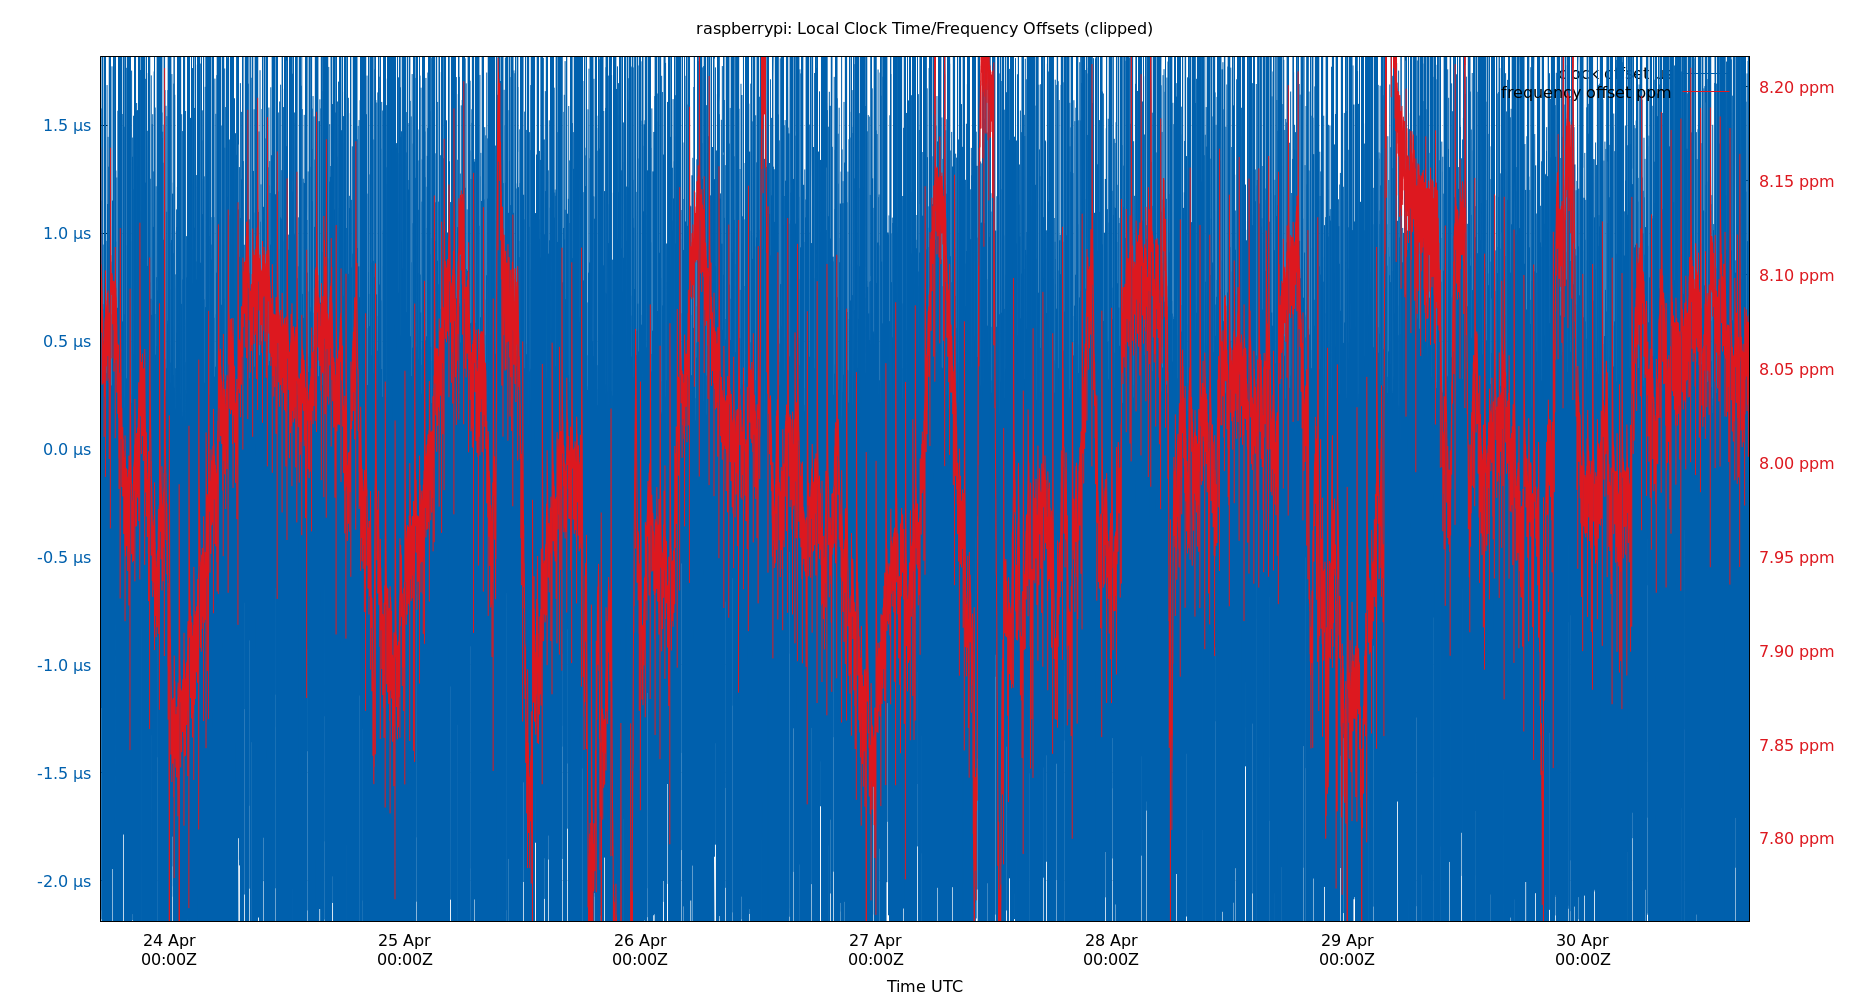 raspberrypi: Local Clock Time/Frequency Offsets (clipped)
clock offset µs
frequency offset ppm
1.5 µs
1.0 µs
0.5 µs
0.0 µs
-0.5 µs
-1.0 µs
-1.5 µs
-2.0 µs
8.20 ppm
8.15 ppm
8.10 ppm
8.05 ppm
8.00 ppm
7.95 ppm
7.90 ppm
7.85 ppm
7.80 ppm
24 Apr 25 Apr 26 Apr 27 Apr 28 Apr 29 Apr 30 Apr
00:00Z 00:00Z 00:00Z 00:00Z 00:00Z 00:00Z 00:00Z
Time UTC